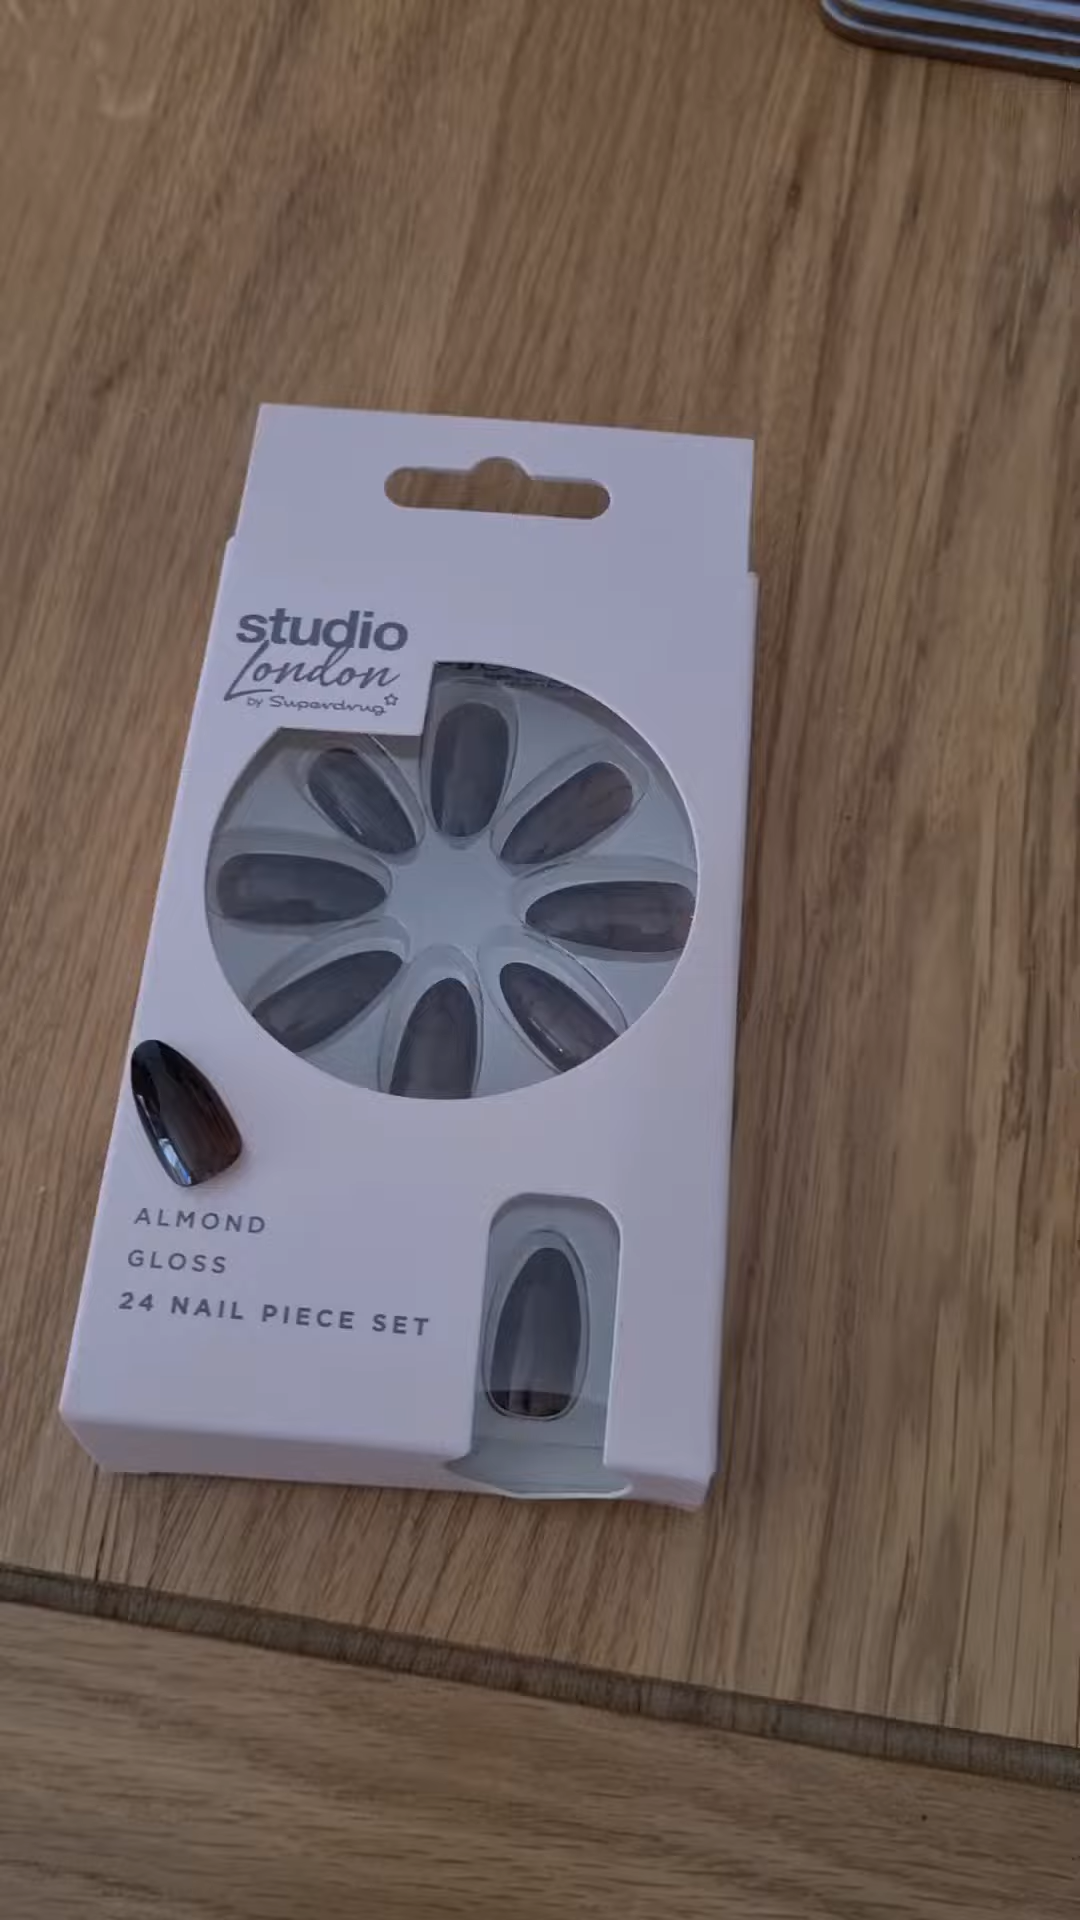 studio
London
by Superdrug
ALMOND
GLOSS
24 NAIL PIECE SET